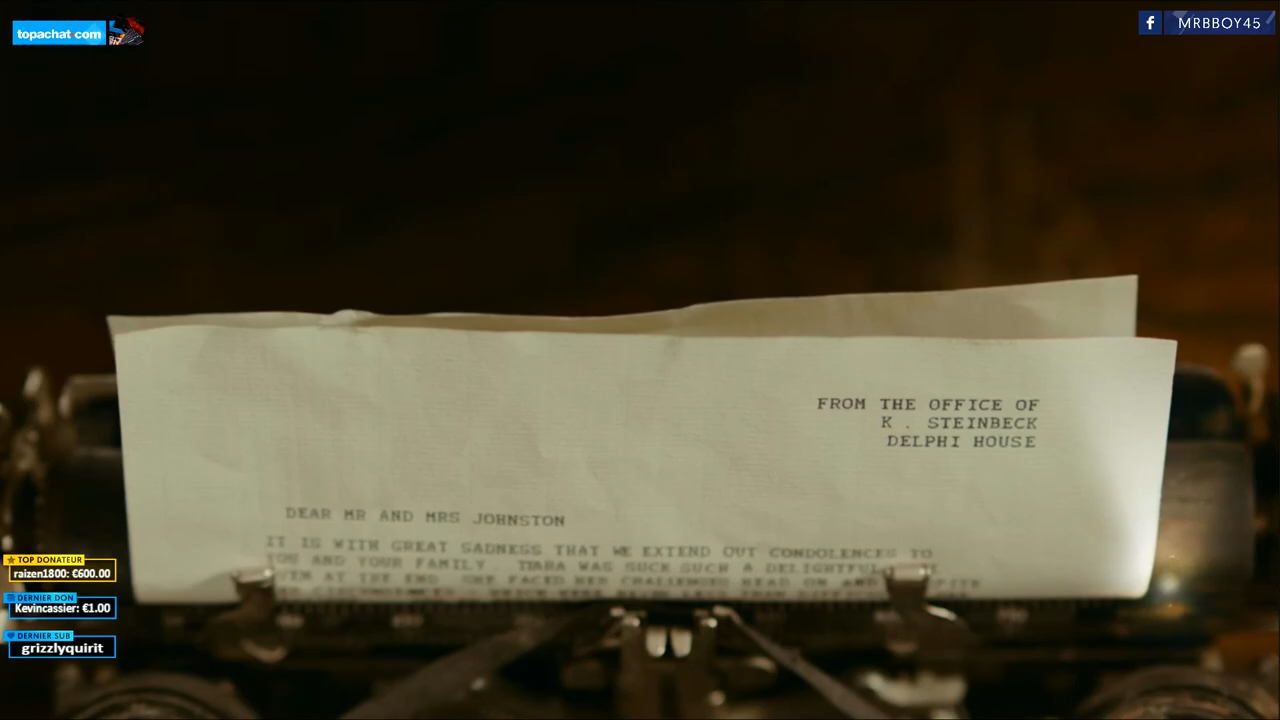 topachat.com
MRBBOY45
FROM THE OFFICE OF
K . STEINBECK
DELPHI HOUSE
DEAR MR AND MRS JOHNSTON
IT IS WITH GREAT SADNESS THAT WE EXTEND OUT CONDOLENCES TO
YOU AND YOUR FAMILY TIARA WAS SUCK SUCH A DELIGHTFUL
EVEN AT THE END SHE FACED HER CHALLENGES HEAD ON AND
TOP DONATEUR
raizen1800: €600.00
DERNIER DON
Kevincassier: €1.00
DERNIER SUB
grizzlyquirit